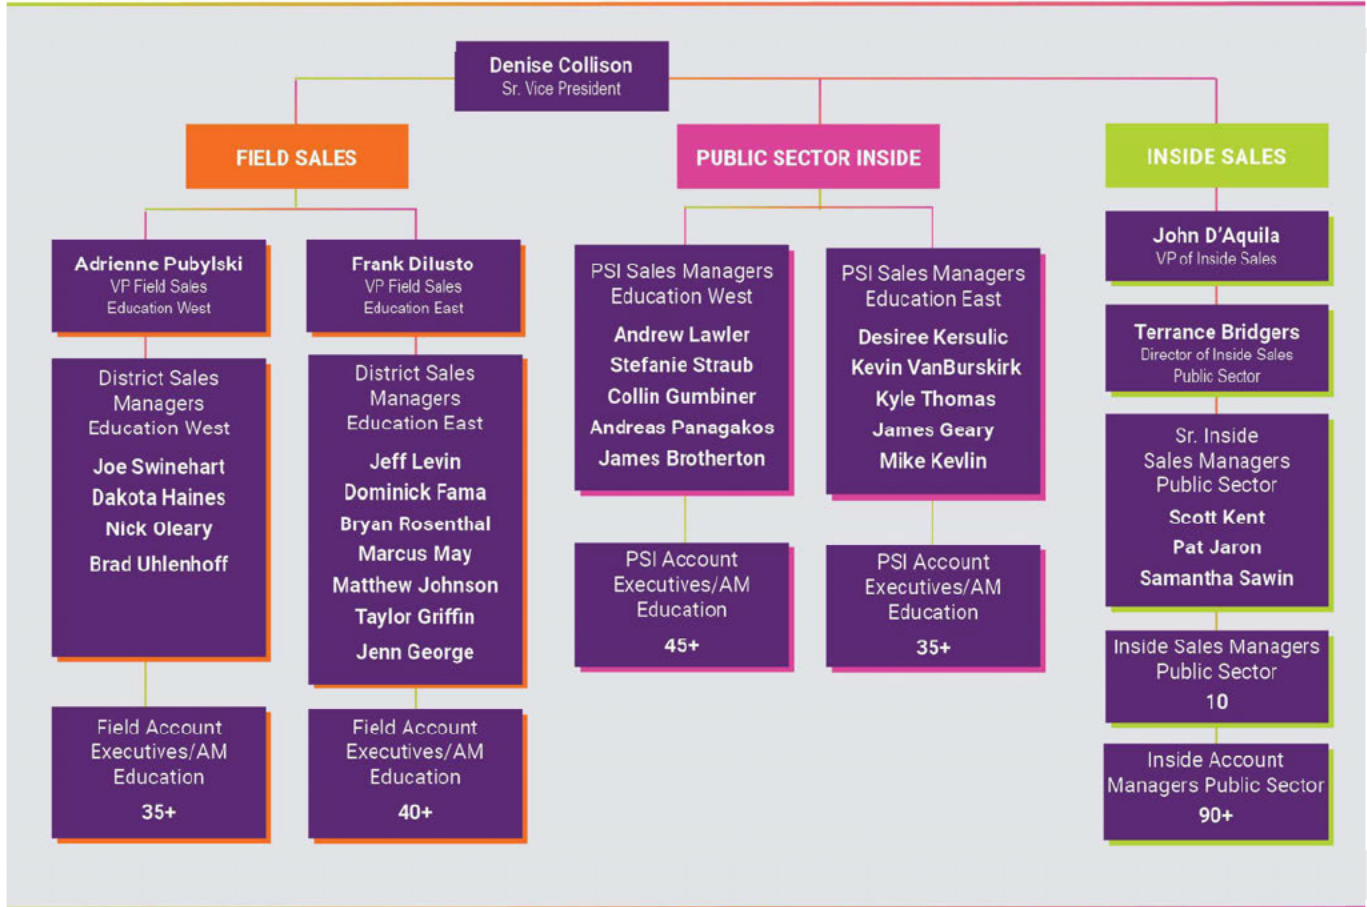 Denise Collison
Sr. Vice President
FIELD SALES
Adrienne Pubylski
VP Field Sales
Education West
District Sales
Managers
Education West
Joe Swinehart
Dakota Haines
Nick Oleary
Brad Uhlenhoff
Field Account
Executives/AM
Education
35+
Frank DiIusto
VP Field Sales
Education East
District Sales
Managers
Education East
Jeff Levin
Dominick Fama
Bryan Rosenthal
Marcus May
Matthew Johnson
Taylor Griffin
Jenn George
Field Account
Executives/AM
Education
40+
PUBLIC SECTOR INSIDE
PSI Sales Managers
Education West
Andrew Lawler
Stefanie Straub
Collin Gumbiner
Andreas Panagakos
James Brotherton
PSI Account
Executives/AM
Education
45+
PSI Sales Managers
Education East
Desiree Kersulic
Kevin VanBurskirk
Kyle Thomas
James Geary
Mike Kevlin
PSI Account
Executives/AM
Education
35+
INSIDE SALES
John D'Aquila
VP of Inside Sales
Terrance Bridgers
Director of Inside Sales
Public Sector
Sr. Inside
Sales Managers
Public Sector
Scott Kent
Pat Jaron
Samantha Sawin
Inside Sales Managers
Public Sector
10
Inside Account
Managers Public Sector
90+